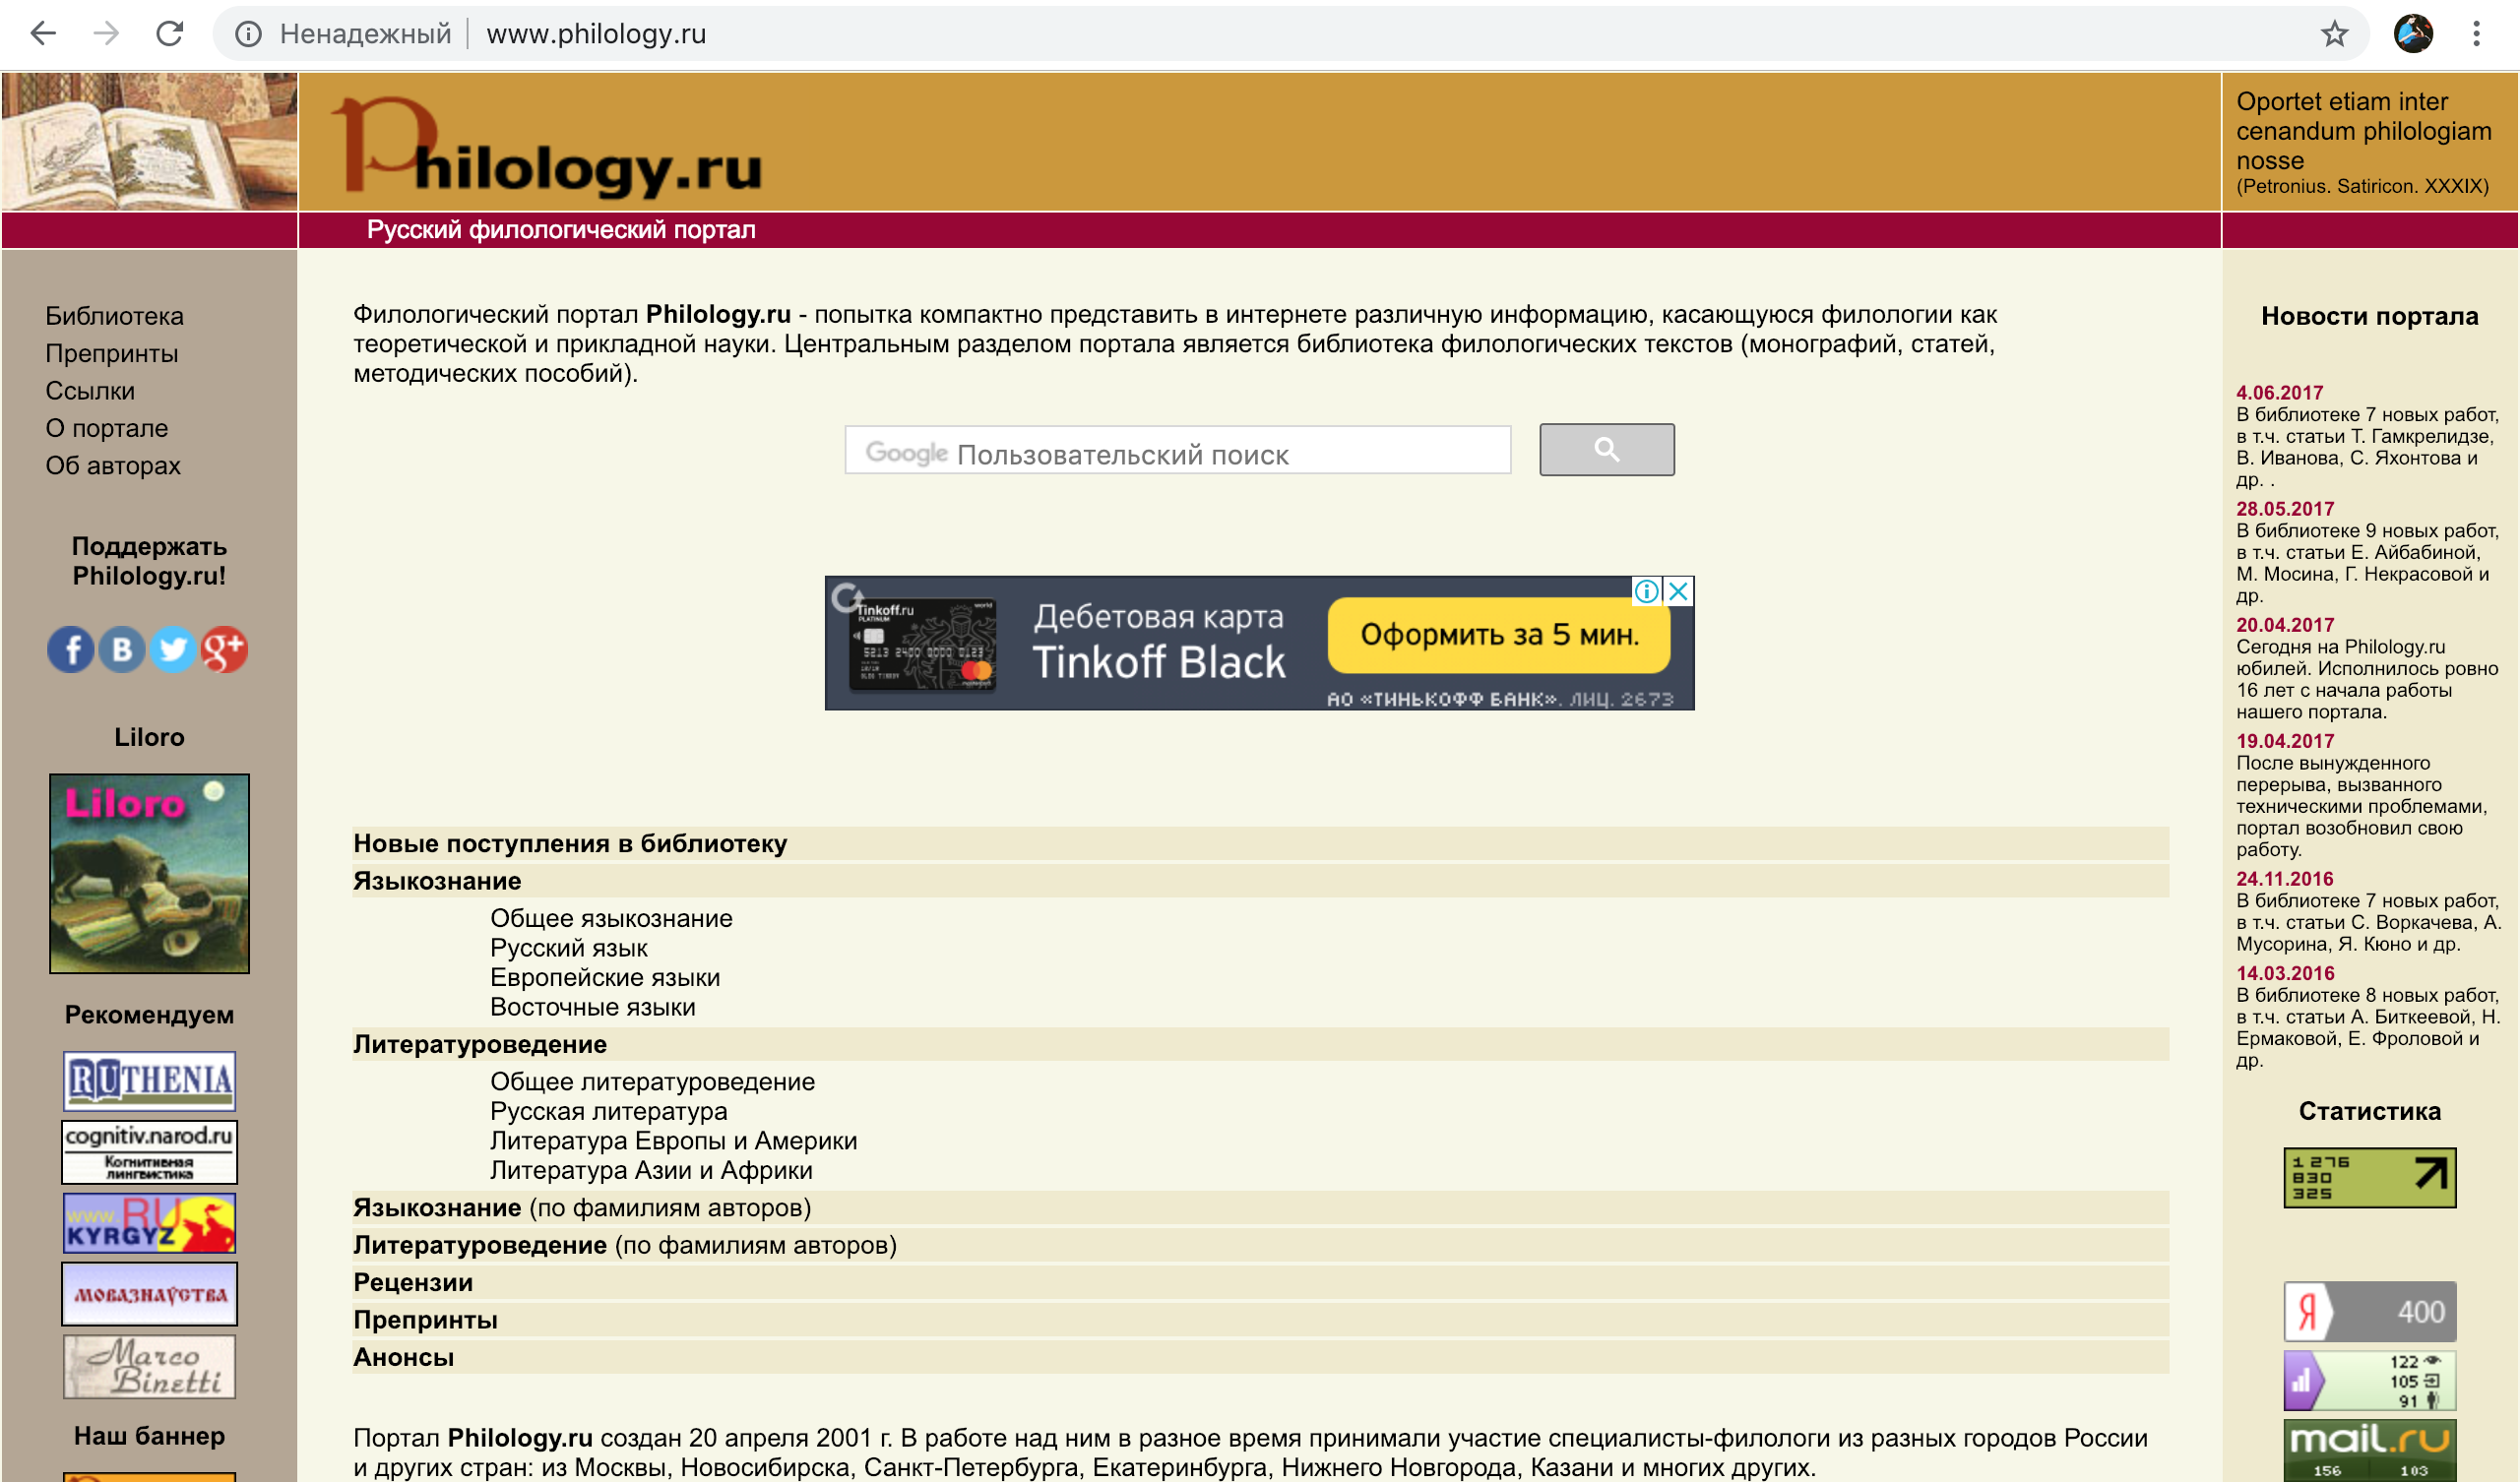 Ненадежный
www.philology.ru
Philology.ru
Oportet etiam inter
cenandum philologiam
nosse
(Petronius. Satiricon. XXXIX)
Русский филологический портал
Библиотека
Препринты
Ссылки
О портале
Об авторах
Поддержать
Philology.ru!
Liloro
Liloro
Рекомендуем
RUTHENIA
cognitiv.narod.ru
Когнитивная
лингвистика
www.RU
KYRGYZ
МОВАЗНАЎСТВА
Marco
Binetti
Наш баннер
Филологический портал Philology.ru - попытка компактно представить в интернете различную информацию, касающуюся филологии как
теоретической и прикладной науки. Центральным разделом портала является библиотека филологических текстов (монографий, статей,
методических пособий).
Google Пользовательский поиск
Tinkoff.ru
PLATINUM
world
5213 2400 0000 0123
Дебетовая карта
Tinkoff Black
Оформить за 5 мин.
АО «ТИНЬКОФФ БАНК». ЛИЦ. 2673
Новые поступления в библиотеку
Языкознание
Общее языкознание
Русский язык
Европейские языки
Восточные языки
Литературоведение
Общее литературоведение
Русская литература
Литература Европы и Америки
Литература Азии и Африки
Языкознание (по фамилиям авторов)
Литературоведение (по фамилиям авторов)
Рецензии
Препринты
Анонсы
Портал Philology.ru создан 20 апреля 2001 г. В работе над ним в разное время принимали участие специалисты-филологи из разных городов России
и других стран: из Москвы, Новосибирска, Санкт-Петербурга, Екатеринбурга, Нижнего Новгорода, Казани и многих других.
Новости портала
4.06.2017
В библиотеке 7 новых работ,
в т.ч. статьи Т. Гамкрелидзе,
В. Иванова, С. Яхонтова и
др. .
28.05.2017
В библиотеке 9 новых работ,
в т.ч. статьи Е. Айбабиной,
М. Мосина, Г. Некрасовой и
др.
20.04.2017
Сегодня на Philology.ru
юбилей. Исполнилось ровно
16 лет с начала работы
нашего портала.
19.04.2017
После вынужденного
перерыва, вызванного
техническими проблемами,
портал возобновил свою
работу.
24.11.2016
В библиотеке 7 новых работ,
в т.ч. статьи С. Воркачева, А.
Мусорина, Я. Кюно и др.
14.03.2016
В библиотеке 8 новых работ,
в т.ч. статьи А. Биткеевой, Н.
Ермаковой, Е. Фроловой и
др.
Статистика
1 276
830
325
Я 400
122
105
91
mail.ru
156 103